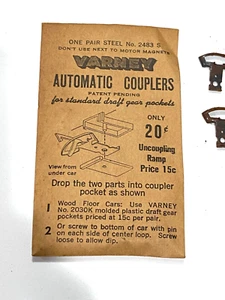 ONE PAIR STEEL No. 2483 S
DON'T USE NEXT TO MOTOR MAGNETS
VARNEY
AUTOMATIC COUPLERS
PATENT PENDING
for standard draft gear pockets
ONLY
20¢
Uncoupling
Ramp
Price 15c
View from
under car
Drop the two parts into coupler
pocket as shown
1 Wood Floor Cars: Use VARNEY
No. 2030K molded plastic draft gear
pockets priced at 15c per pair.
2 Or screw to bottom of car with pin
on each side of center loop. Screw
loose to allow dip.